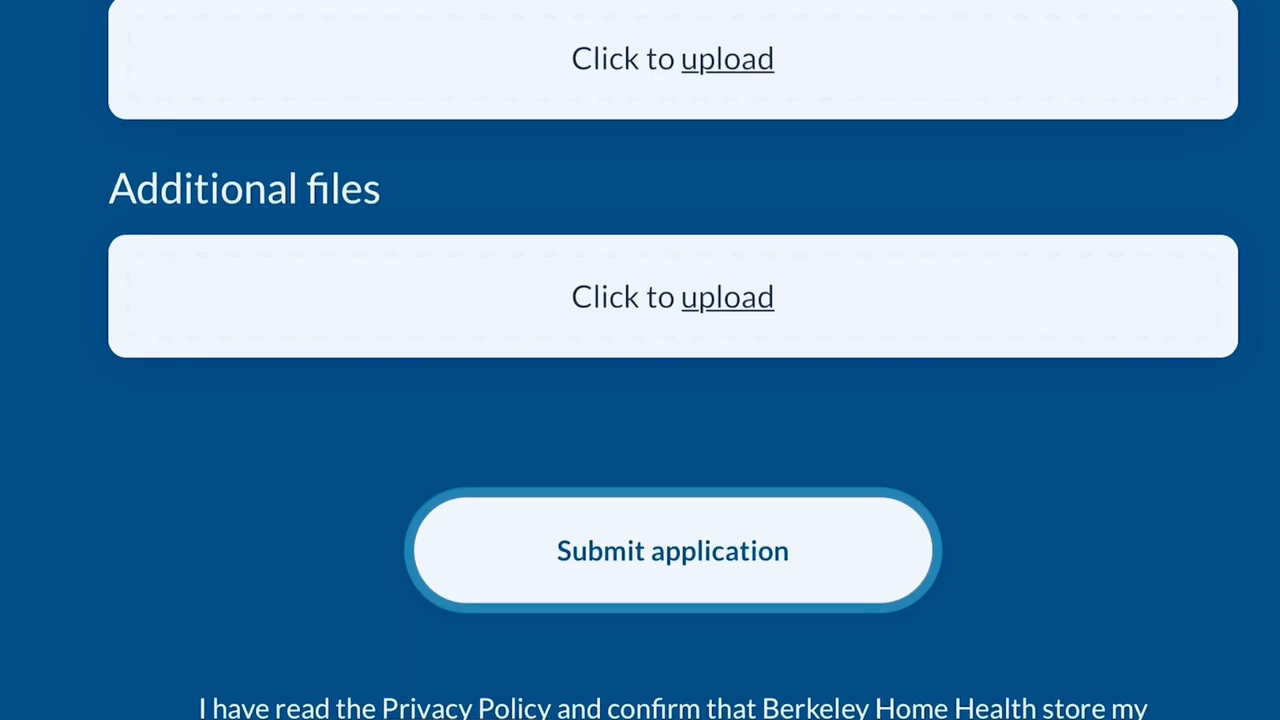 Click to upload
Additional files
Click to upload
Submit application
I have read the Privacy Policy and confirm that Berkeley Home Health store my